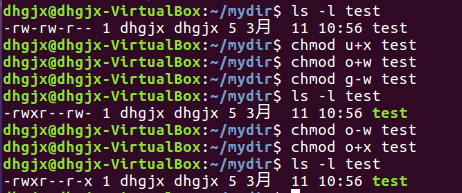 dhgjx@dhgjx-VirtualBox:~/mydir$ ls -l test
-rw-rw-r-- 1 dhgjx dhgjx 5 3月  11 10:56 test
dhgjx@dhgjx-VirtualBox:~/mydir$ chmod u+x test
dhgjx@dhgjx-VirtualBox:~/mydir$ chmod o+w test
dhgjx@dhgjx-VirtualBox:~/mydir$ chmod g-w test
dhgjx@dhgjx-VirtualBox:~/mydir$ ls -l test
-rwxr--rw- 1 dhgjx dhgjx 5 3月  11 10:56 test
dhgjx@dhgjx-VirtualBox:~/mydir$ chmod o-w test
dhgjx@dhgjx-VirtualBox:~/mydir$ chmod o+x test
dhgjx@dhgjx-VirtualBox:~/mydir$ ls -l test
-rwxr--r-x 1 dhgjx dhgjx 5 3月  11 10:56 test